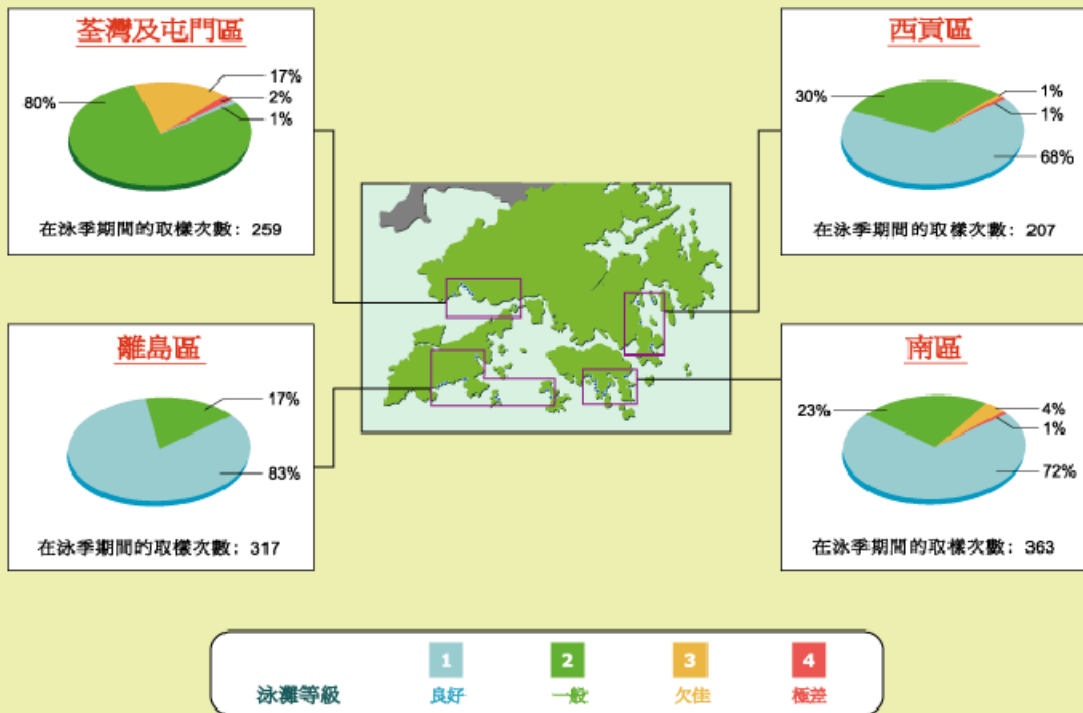 荃灣及屯門區
17%
80%
2%
1%
在泳季期間的取樣次數: 259
西貢區
30%
1%
1%
68%
在泳季期間的取樣次數: 207
離島區
17%
83%
在泳季期間的取樣次數: 317
南區
23%
4%
1%
72%
在泳季期間的取樣次數: 363
泳灘等級
1 2 3 4
良好 一般 欠佳 極差